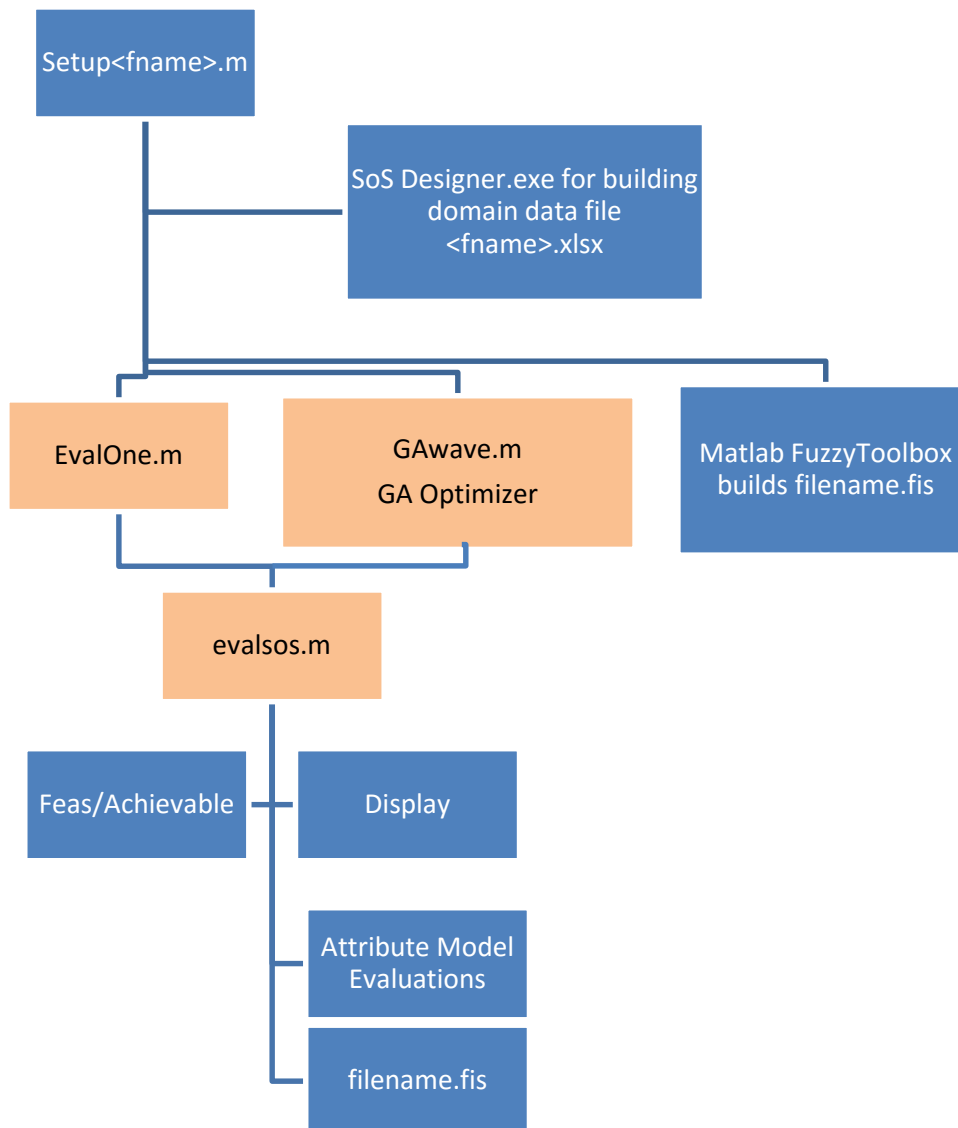 Setup<fname>.m
SoS Designer.exe for building
domain data file
<fname>.xlsx
EvalOne.m
GAwave.m
GA Optimizer
Matlab FuzzyToolbox
builds filename.fis
evalsos.m
Feas/Achievable
Display
Attribute Model
Evaluations
filename.fis